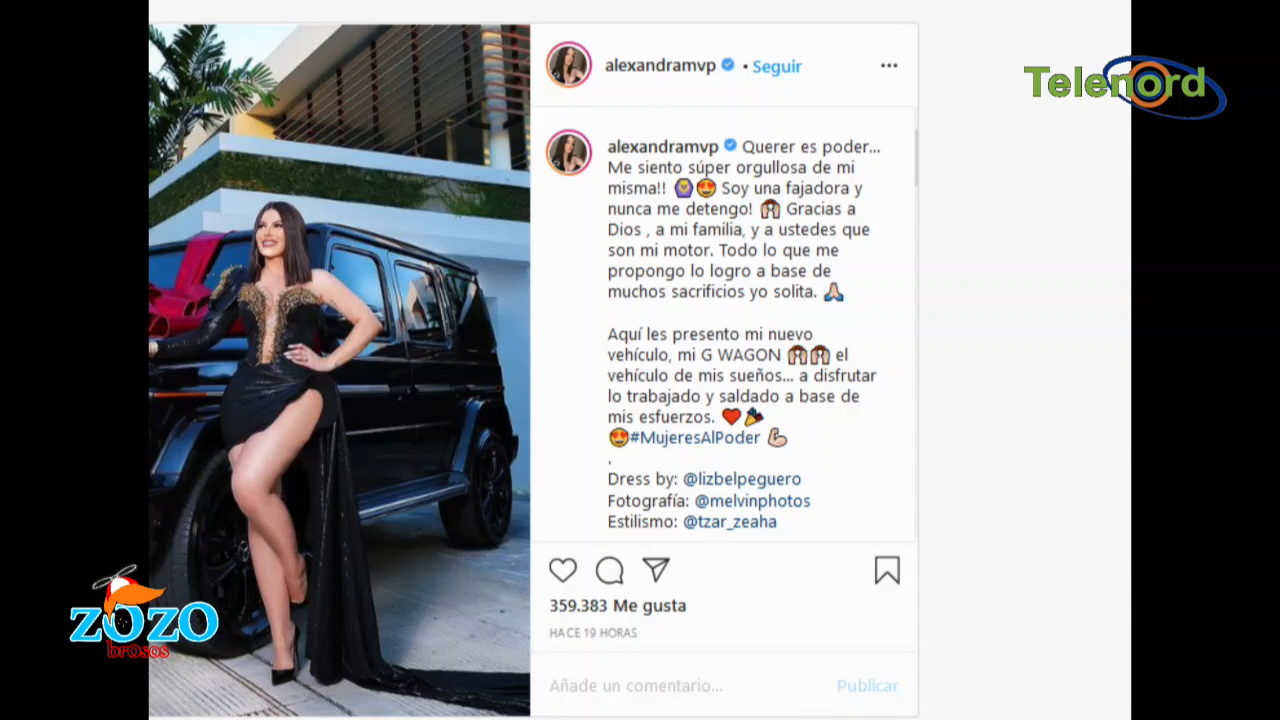 alexandramvp • Seguir
Telenord
alexandramvp Querer es poder...
Me siento súper orgullosa de mi
misma!! 🙆😍 Soy una fajadora y
nunca me detengo! 🙌 Gracias a
Dios , a mi familia, y a ustedes que
son mi motor. Todo lo que me
propongo lo logro a base de
muchos sacrificios yo solita. 🙏
Aquí les presento mi nuevo
vehículo, mi G WAGON 🙌🙌 el
vehículo de mis sueños... a disfrutar
lo trabajado y saldado a base de
mis esfuerzos. ❤️🎉
😍#MujeresAlPoder 💪
.
Dress by: @lizbelpeguero
Fotografía: @melvinphotos
Estilismo: @tzar_zeaha
359.383 Me gusta
HACE 19 HORAS
Añade un comentario... Publicar
zozo
brosos